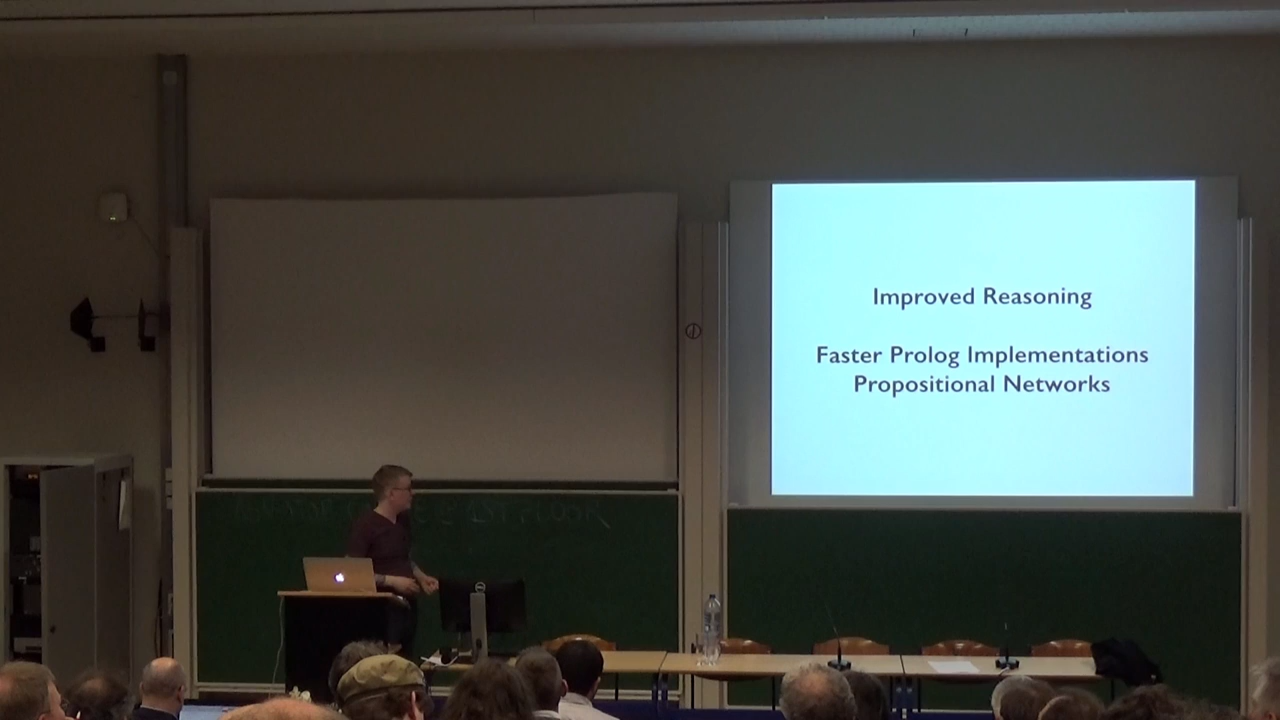 Improved Reasoning
Faster Prolog Implementations
Propositional Networks